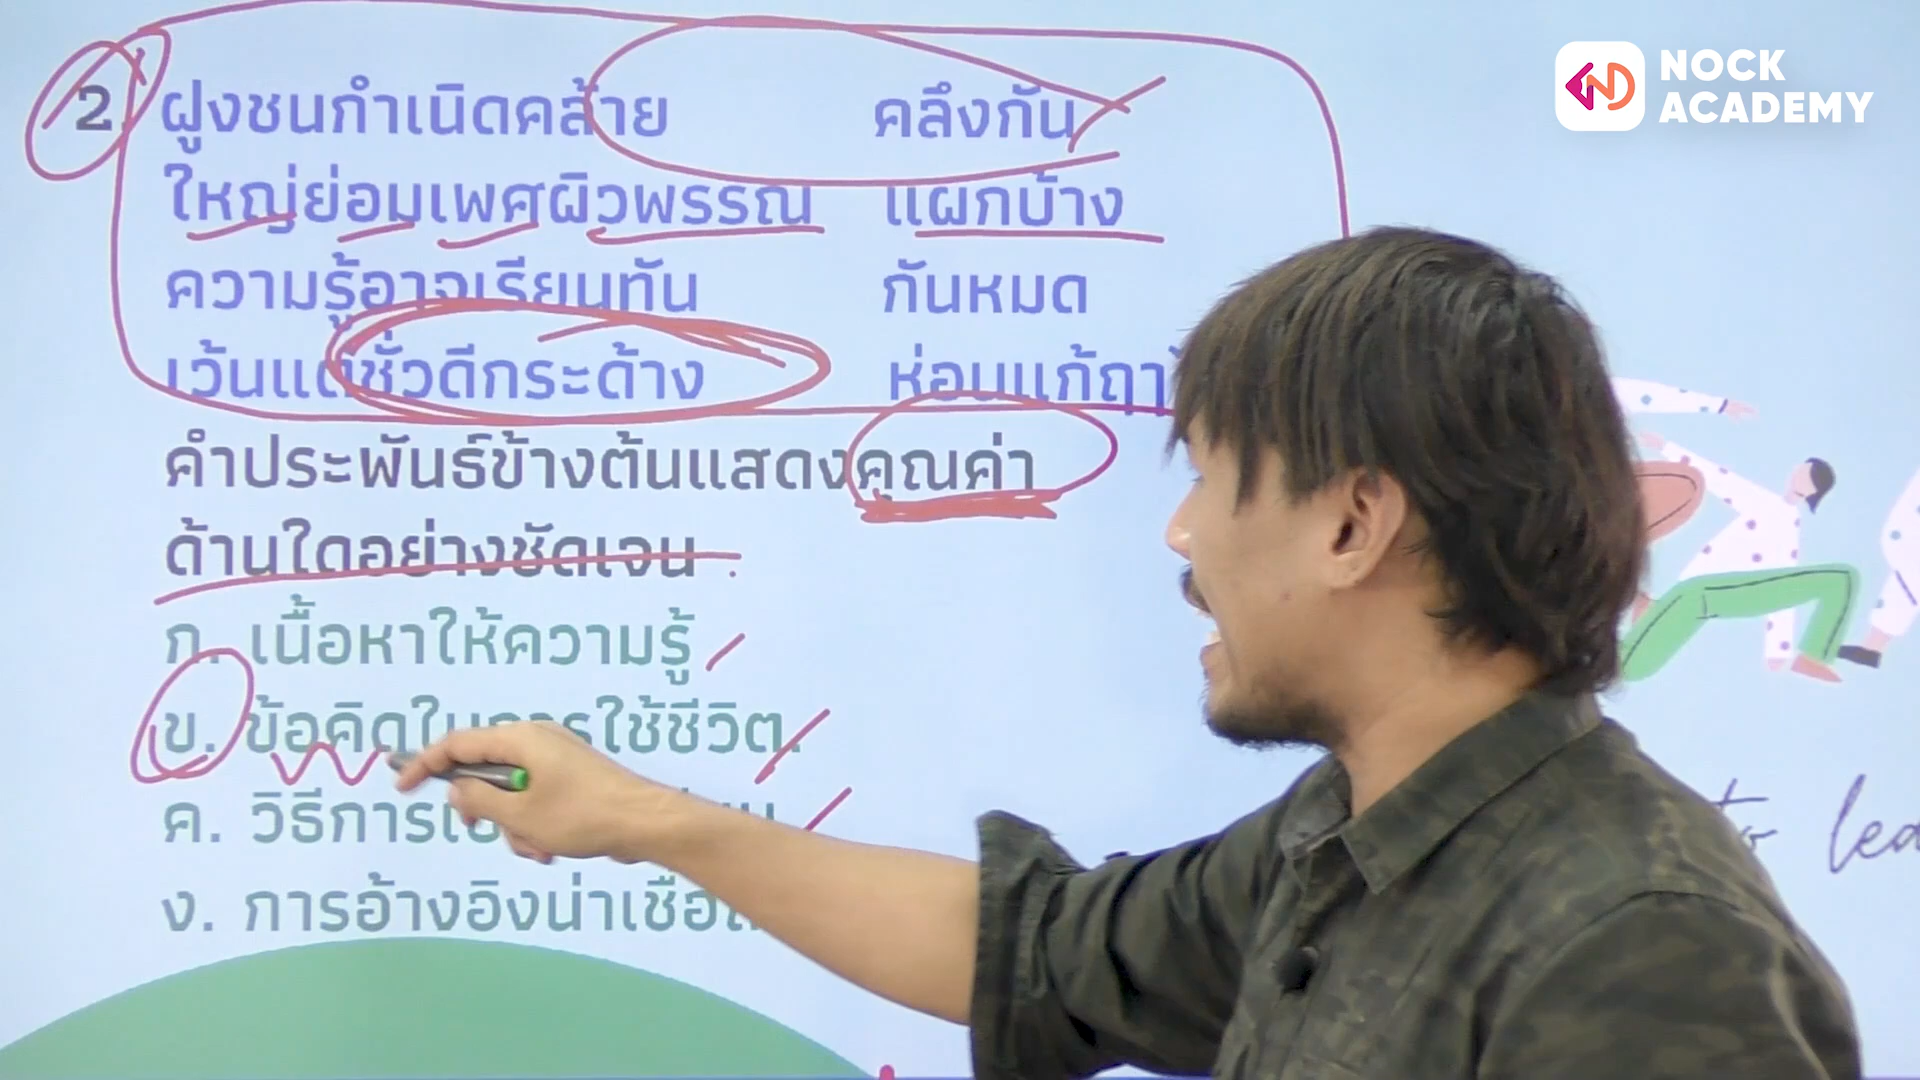 NOCK
ACADEMY
2. ฝูงชนกำเนิดคล้าย คลึงกัน
ใหญ่ย่อมเพศผิวพรรณ แผกบ้าง
ความรู้อาจเรียนทัน กันหมด
เว้นแต่ชั่วดีกระด้าง ห่อนแก้ฤา
คำประพันธ์ข้างต้นแสดงคุณค่า
ด้านใดอย่างชัดเจน
ก. เนื้อหาให้ความรู้
ข. ข้อคิดในการใช้ชีวิต
ค. วิธีการ
ง. การอ้างอิง